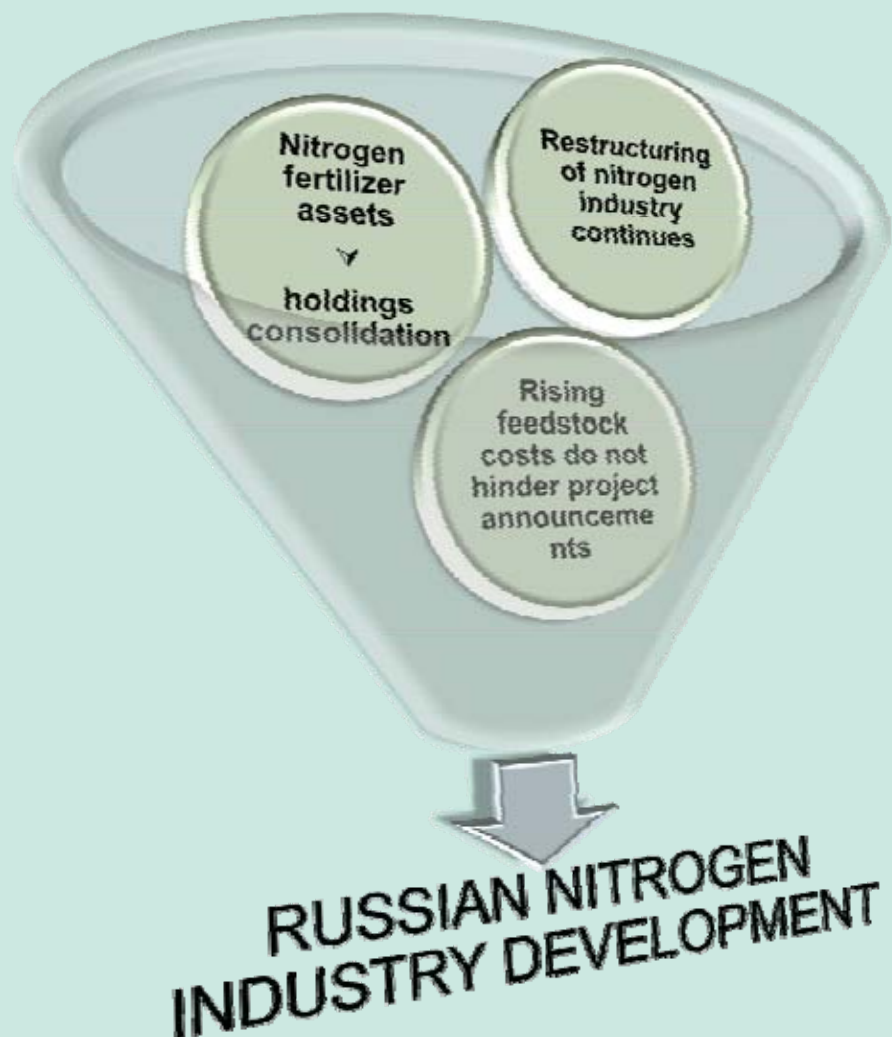 Nitrogen
fertilizer
assets
holdings
consolidation
Restructuring
of nitrogen
industry
continues
Rising
feedstock
costs do not
hinder project
announceme
nts
RUSSIAN NITROGEN
INDUSTRY DEVELOPMENT